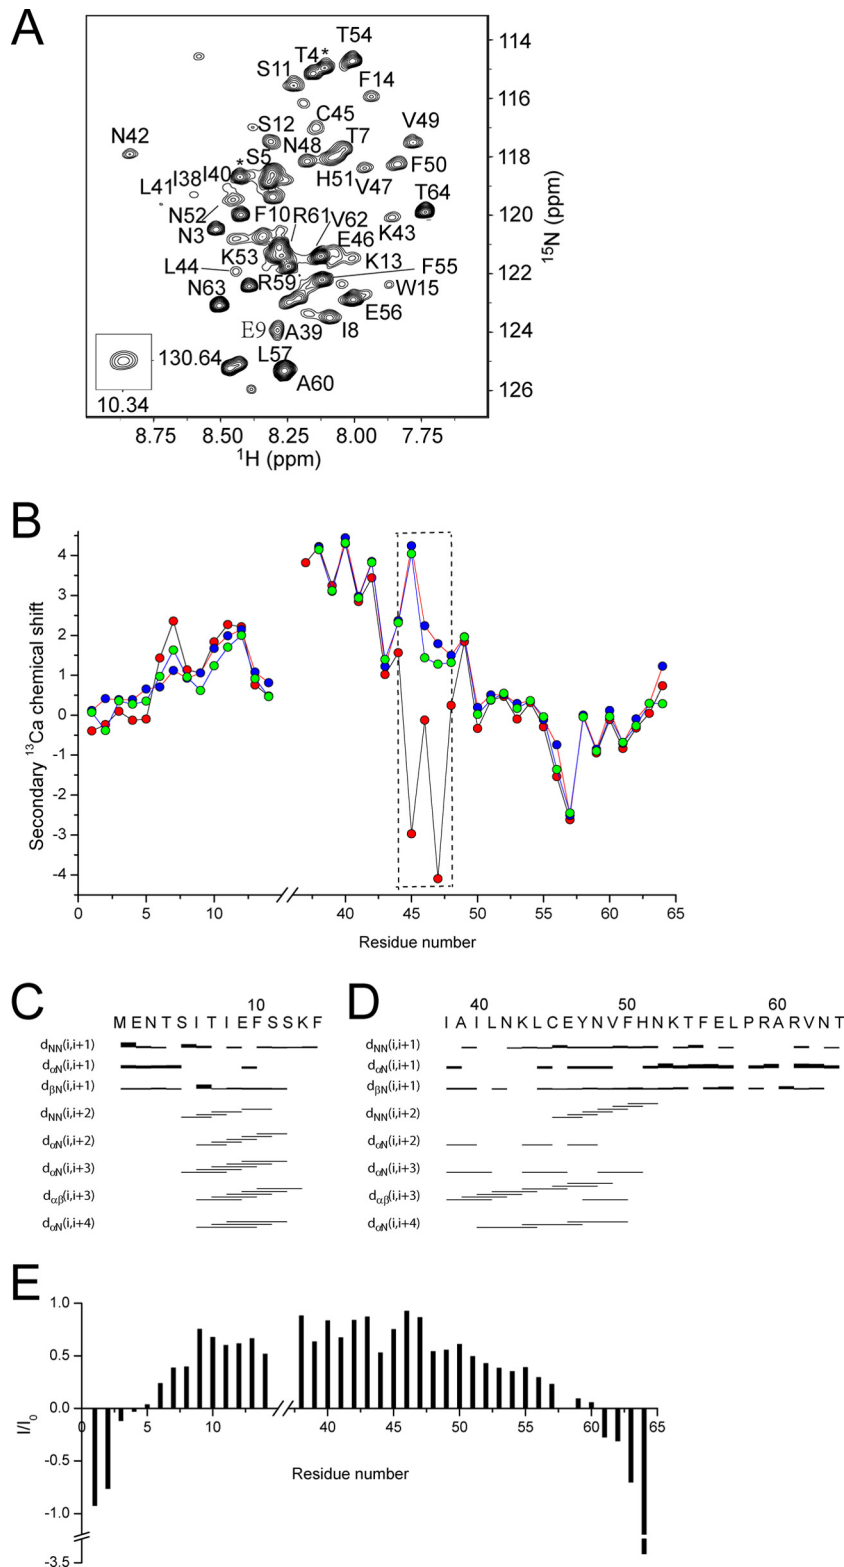 A
T54
T4*
S11
F14
C45
V49
S12
T7
N42
N48
S5
*
F50
I40
H51
V47
I38
L41
T64
N52
F10
R61
V62
K43
N3
E46
K53
K13
L44
F55
R59
W15
N63
E56
E9
A39
I8
L57
A60
130.64
10.34
114
116
118
120
122
124
126
15N (ppm)
8.75 8.50 8.25 8.00 7.75
1H (ppm)
B
4
3
2
1
0
-1
-2
-3
-4
Secondary 13Ca chemical shift
0 5 10 40 45 50 55 60 65
Residue number
C
10
M E N T S I T I E F S S K F
dNN(i,i+1)
dαN(i,i+1)
dβN(i,i+1)
dNN(i,i+2)
dαN(i,i+2)
dαN(i,i+3)
dαβ(i,i+3)
dαN(i,i+4)
D
40 50 60
I A I L N K L C E Y N V F H N K T F E L P R A R V N T
dNN(i,i+1)
dαN(i,i+1)
dβN(i,i+1)
dNN(i,i+2)
dαN(i,i+2)
dαN(i,i+3)
dαβ(i,i+3)
dαN(i,i+4)
E
1.0
0.5
0.0
-0.5
-1.0
-3.5
I/I0
0 5 10 40 45 50 55 60 65
Residue number